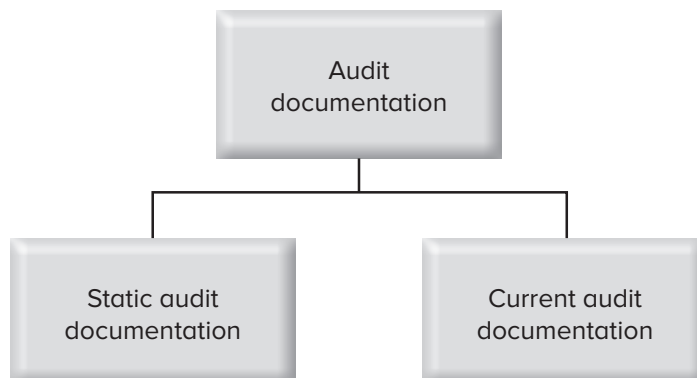 Audit
documentation
Static audit
documentation
Current audit
documentation